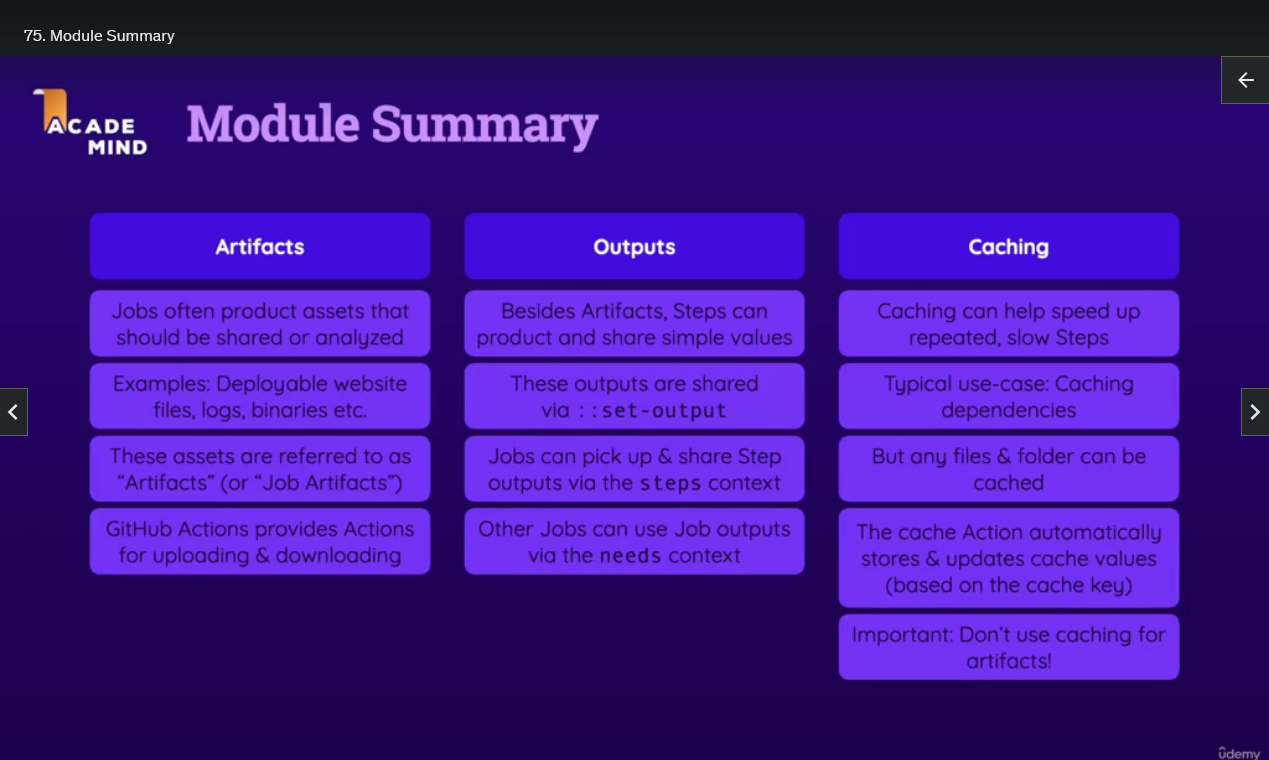 75. Module Summary
ACADE
MIND
Module Summary
Artifacts
Jobs often product assets that
should be shared or analyzed
Examples: Deployable website
files, logs, binaries etc.
These assets are referred to as
“Artifacts” (or “Job Artifacts”)
GitHub Actions provides Actions
for uploading & downloading
Outputs
Besides Artifacts, Steps can
product and share simple values
These outputs are shared
via ::set-output
Jobs can pick up & share Step
outputs via the steps context
Other Jobs can use Job outputs
via the needs context
Caching
Caching can help speed up
repeated, slow Steps
Typical use-case: Caching
dependencies
But any files & folder can be
cached
The cache Action automatically
stores & updates cache values
(based on the cache key)
Important: Don’t use caching for
artifacts!
ûdemy